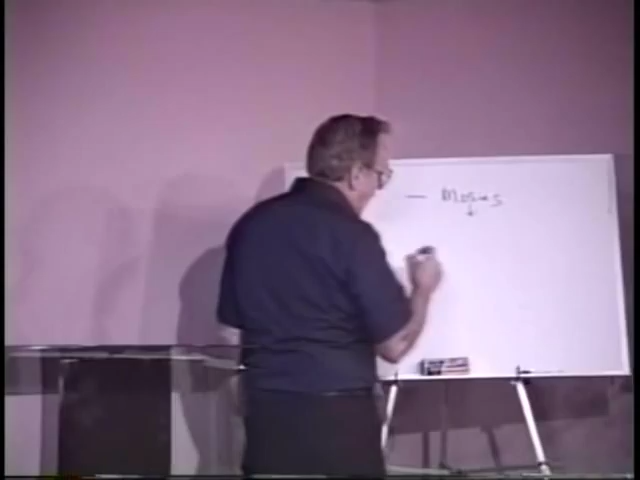 — Moses
↓